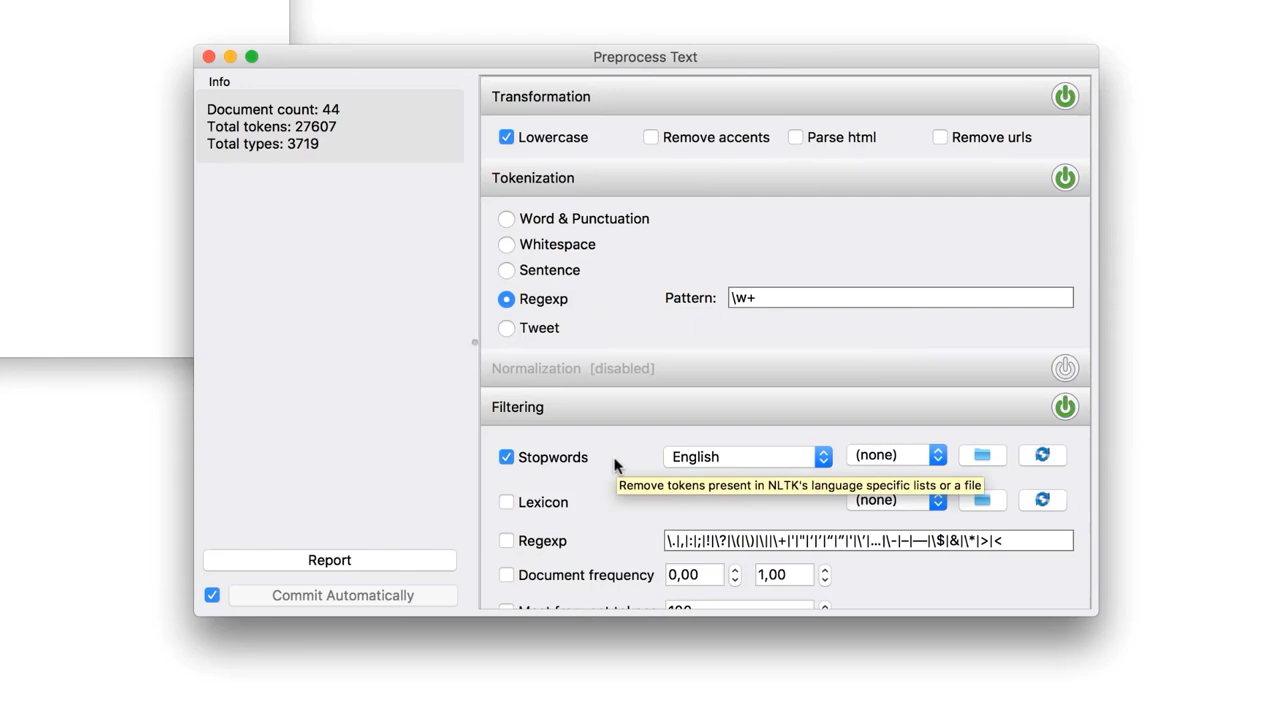 Preprocess Text
Info
Document count: 44
Total tokens: 27607
Total types: 3719
Report
Commit Automatically
Transformation
Lowercase Remove accents Parse html Remove urls
Tokenization
Word & Punctuation
Whitespace
Sentence
Regexp Pattern: \w+
Tweet
Normalization [disabled]
Filtering
Stopwords English (none)
Remove tokens present in NLTK's language specific lists or a file
Lexicon (none)
Regexp \.|,|:|;|!|\?|\(|\)|\||\+|'|"|‘|’|“|”|'|\’|…|\-|–|—|\$|&|\*|>|<
Document frequency 0,00 1,00